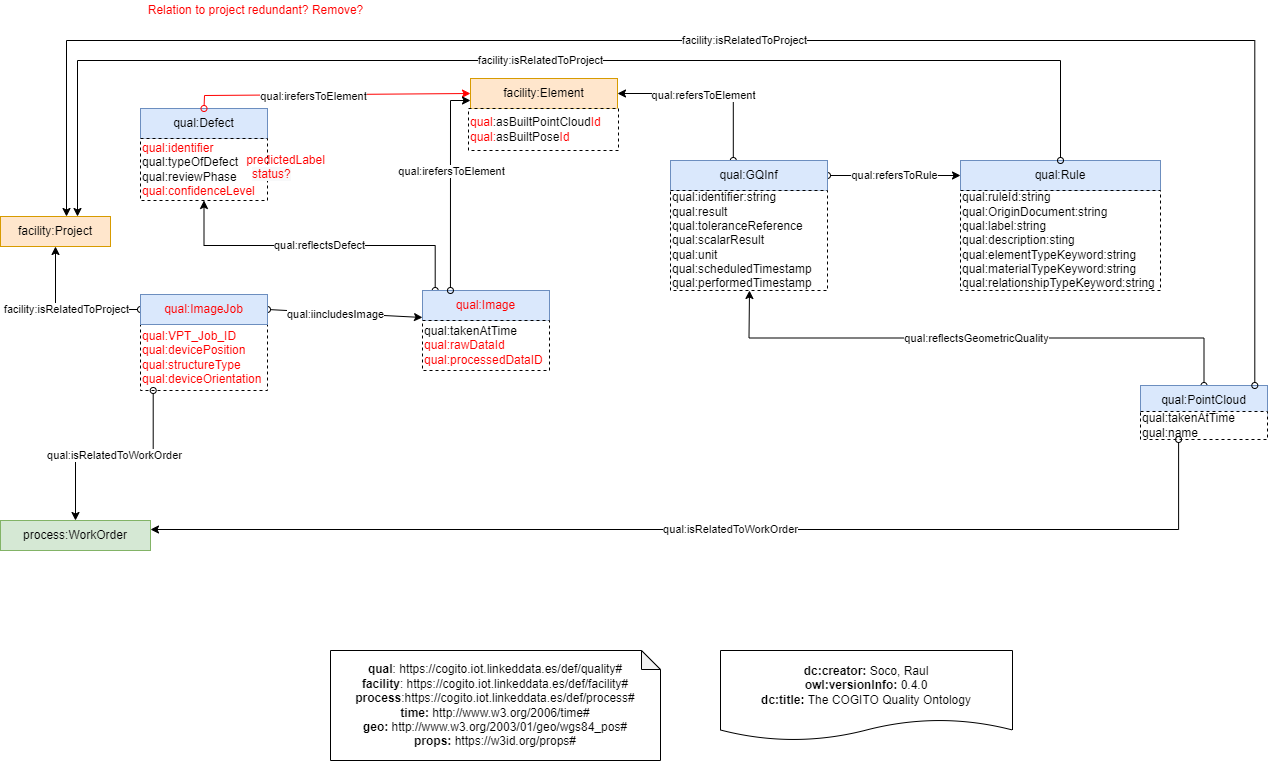 Relation to project redundant? Remove?
facility:isRelatedToProject
facility:isRelatedToProject
qual:irefersToElement
facility:Element
qual:refersToElement
qual:asBuiltPointCloudId
qual:asBuiltPoseId
qual:Defect
qual:identifier
qual:typeOfDefect
qual:reviewPhase
qual:confidenceLevel
predictedLabel
status?
qual:irefersToElement
qual:GQInf
qual:identifier:string
qual:result
qual:toleranceReference
qual:scalarResult
qual:unit
qual:scheduledTimestamp
qual:performedTimestamp
qual:refersToRule
qual:Rule
qual:ruleId:string
qual:OriginDocument:string
qual:label:string
qual:description:sting
qual:elementTypeKeyword:string
qual:materialTypeKeyword:string
qual:relationshipTypeKeyword:string
facility:Project
qual:reflectsDefect
facility:isRelatedToProject
qual:ImageJob
qual:VPT_Job_ID
qual:devicePosition
qual:structureType
qual:deviceOrientation
qual:iincludesImage
qual:Image
qual:takenAtTime
qual:rawDataId
qual:processedDataID
qual:reflectsGeometricQuality
qual:PointCloud
qual:takenAtTime
qual:name
qual:isRelatedToWorkOrder
process:WorkOrder
qual:isRelatedToWorkOrder
qual: https://cogito.iot.linkeddata.es/def/quality#
facility: https://cogito.iot.linkeddata.es/def/facility#
process:https://cogito.iot.linkeddata.es/def/process#
time: http://www.w3.org/2006/time#
geo: http://www.w3.org/2003/01/geo/wgs84_pos#
props: https://w3id.org/props#
dc:creator: Soco, Raul
owl:versionInfo: 0.4.0
dc:title: The COGITO Quality Ontology